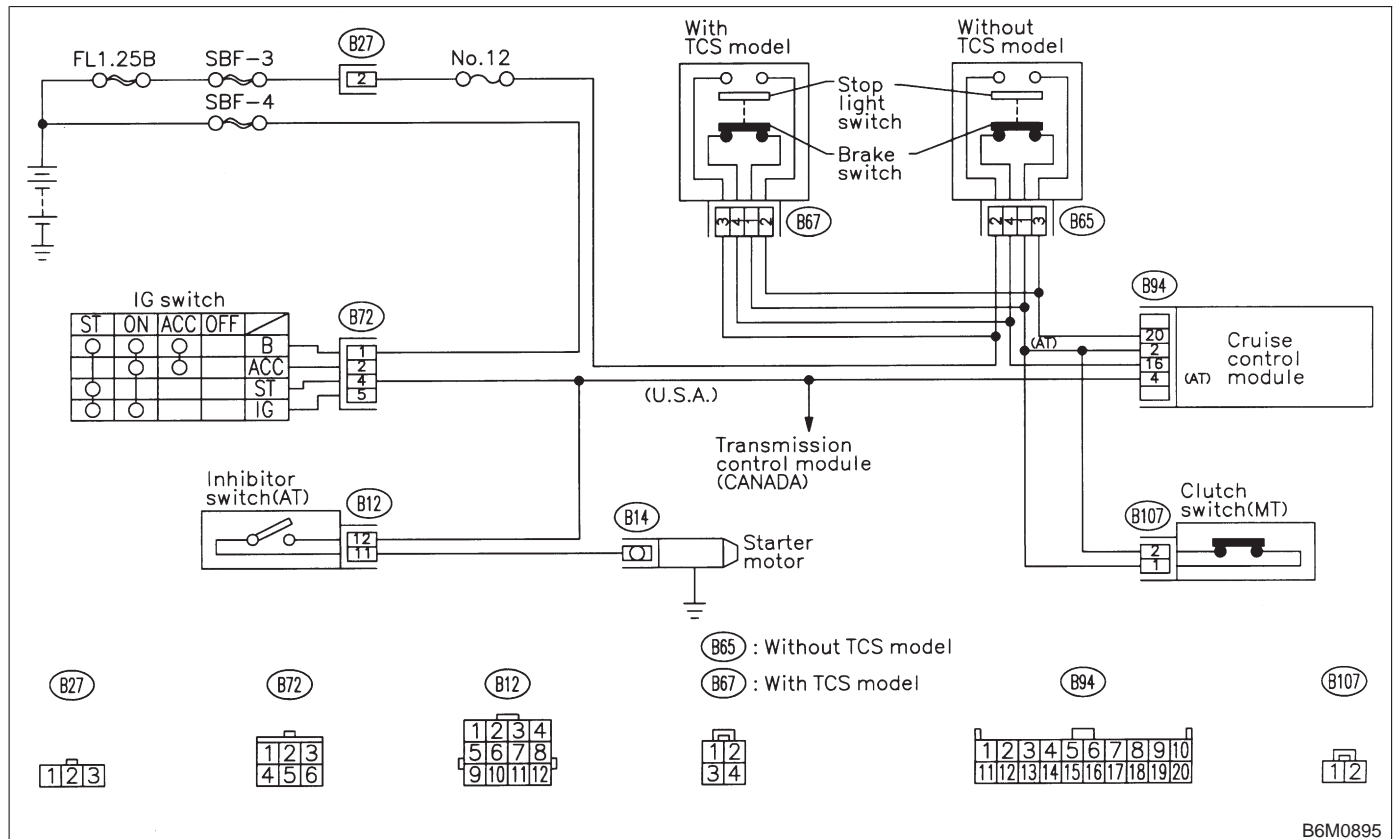 With
TCS model
Without
TCS model
FL1.25B
SBF-3
B27
2
No.12
SBF-4
Stop
light
switch
Brake
switch
3 4 1 2
B67
2 4 1 3
B65
IG switch
ST ON ACC OFF
B
ACC
ST
IG
B72
1
2
4
5
B94
20
2
16
4
(AT)
(AT)
Cruise
control
module
(U.S.A.)
Transmission
control module
(CANADA)
Inhibitor
switch(AT)
B12
12
11
B14
Starter
motor
B107
2
1
Clutch
switch(MT)
B65 : Without TCS model
B67 : With TCS model
B27
1 2 3
B72
1 2 3
4 5 6
B12
1 2 3 4
5 6 7 8
9 10 11 12
1 2
3 4
B94
1 2 3 4 5 6 7 8 9 10
11 12 13 14 15 16 17 18 19 20
B107
1 2
B6M0895